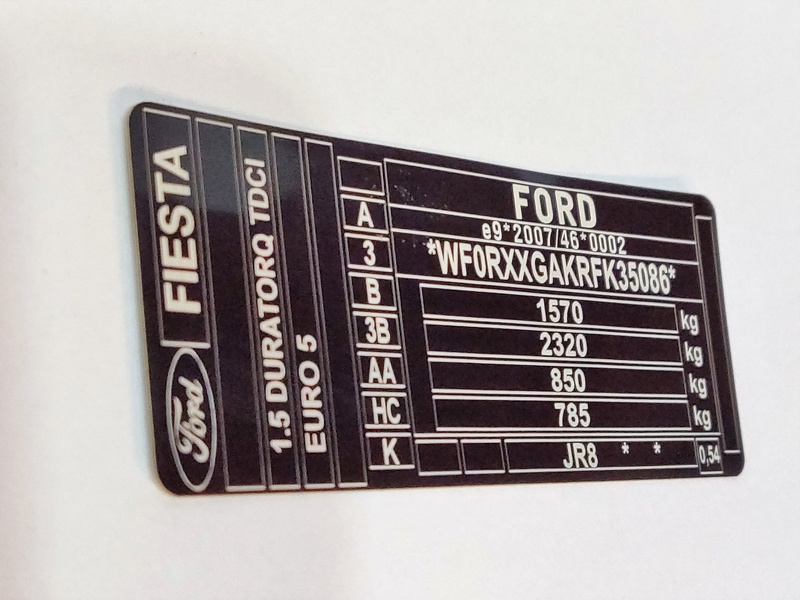 Ford FIESTA
1.5 DURATORQ TDCI
EURO 5
A
3
B
3B
AA
HC
K
FORD
e9*2007/46*0002
*WF0RXXGAKRFK35086*
1570 kg
2320 kg
850 kg
785 kg
JR8 * * 0,54